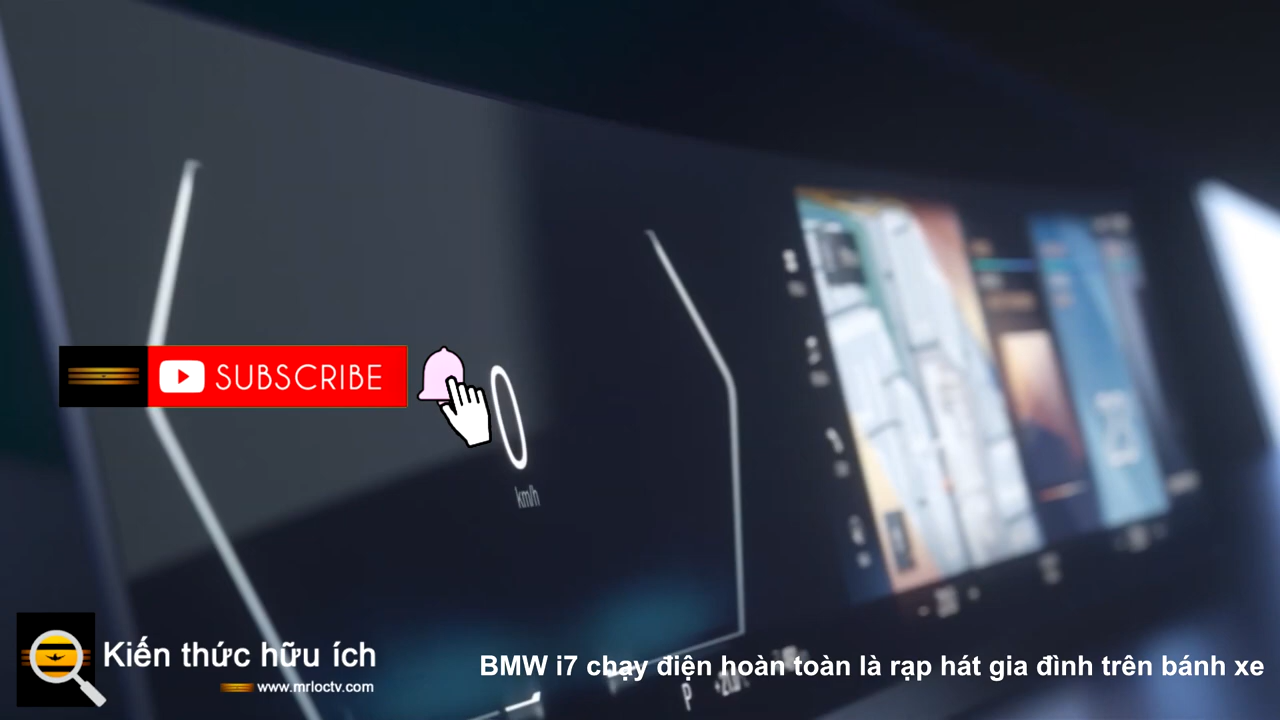 SUBSCRIBE
0
km/h
P
Kiến thức hữu ích
www.mrloctv.com
BMW i7 chạy điện hoàn toàn là rạp hát gia đình trên bánh xe